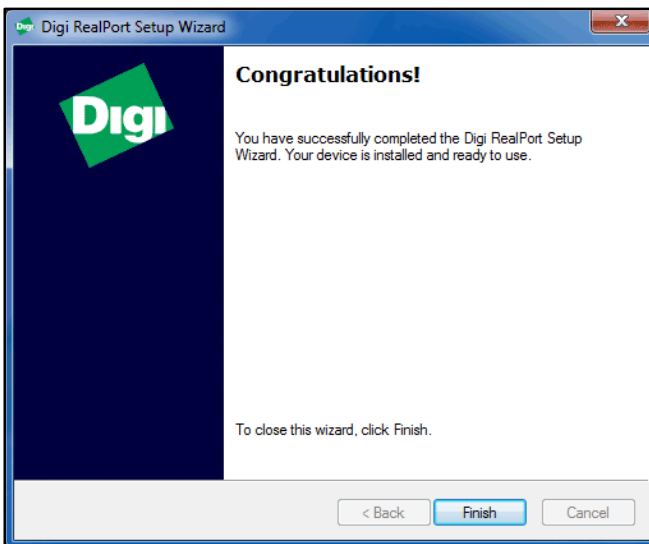 Digi RealPort Setup Wizard
Digi
Digi
Congratulations!
You have successfully completed the Digi RealPort Setup
Wizard. Your device is installed and ready to use.
To close this wizard, click Finish.
< Back
Finish
Cancel